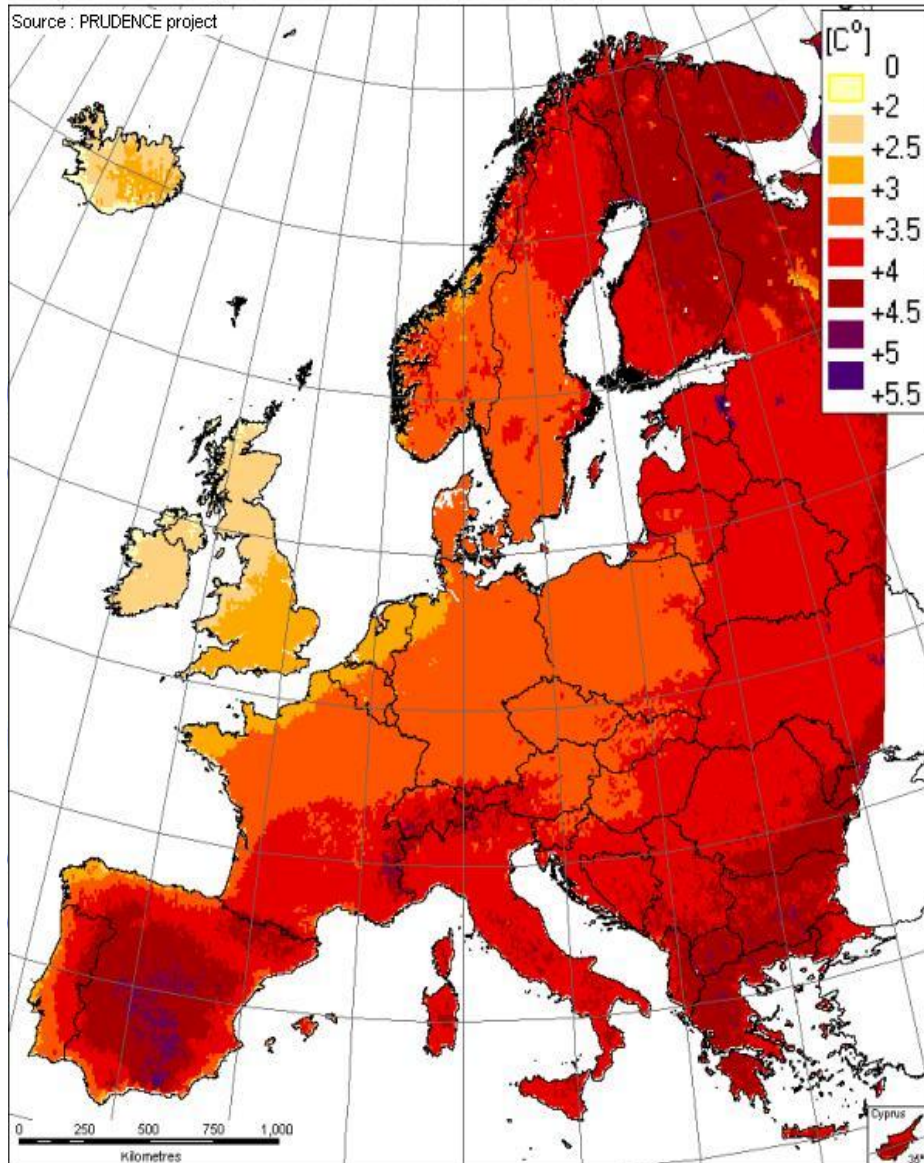 Source : PRUDENCE project
[C°]
0
+2
+2.5
+3
+3.5
+4
+4.5
+5
+5.5
0 250 500 750 1,000
Kilometres
Cyprus